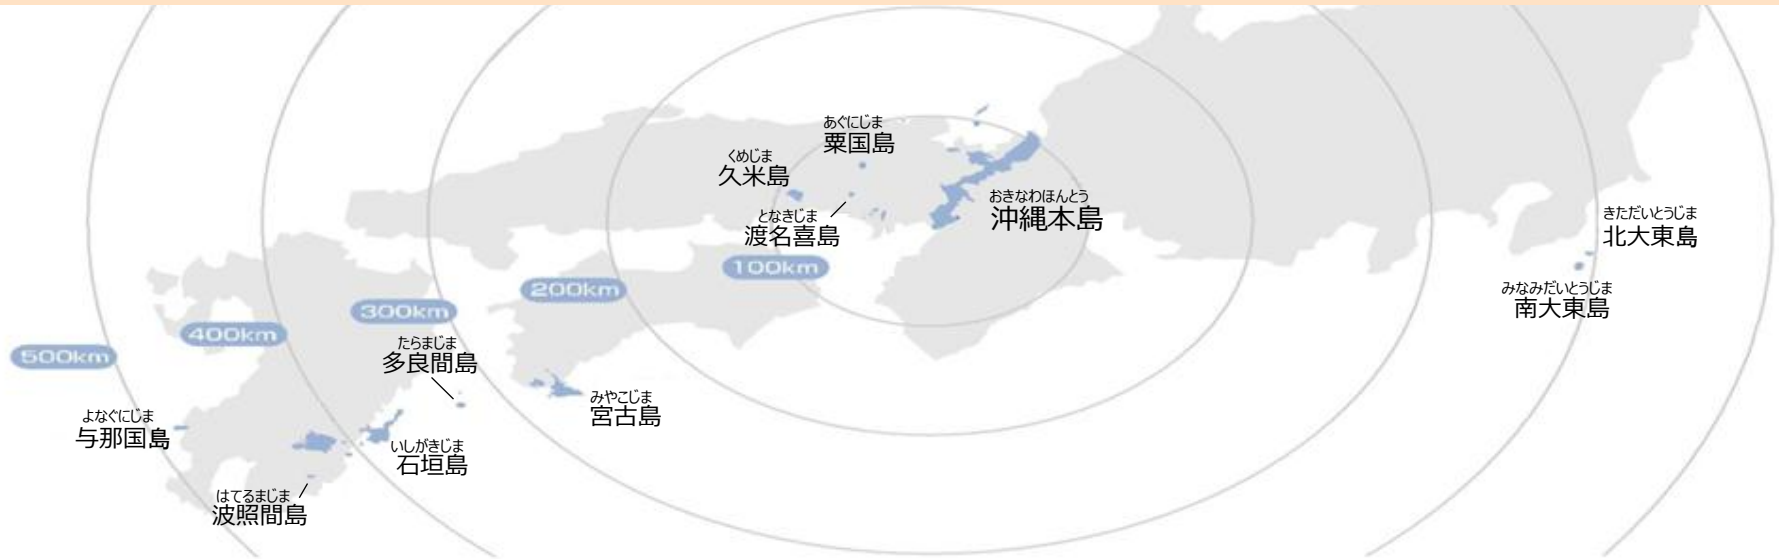 あぐにじま
粟国島
くめじま
久米島
おきなわほんとう
沖縄本島
となきじま
渡名喜島
きただいとうじま
北大東島
100km
200km
みなみだいとうじま
南大東島
300km
400km
たらまじま
多良間島
500km
みやこじま
宮古島
よなぐにじま
与那国島
いしがきじま
石垣島
はてるまじま
波照間島